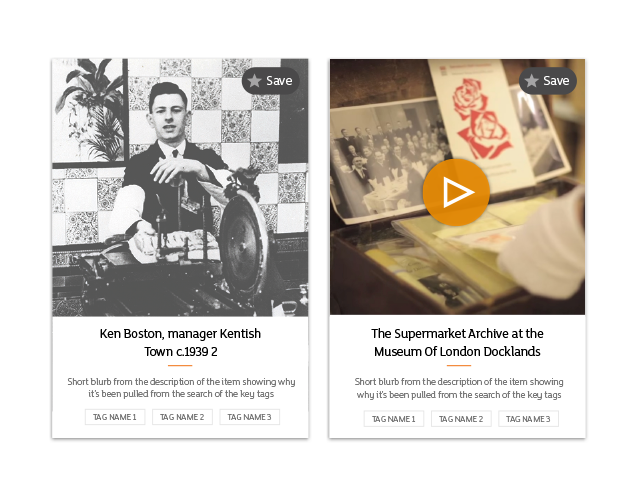 Save
Ken Boston, manager Kentish
Town c.1939 2
Short blurb from the description of the item showing why
it's been pulled from the search of the key tags
TAG NAME 1
TAG NAME 2
TAG NAME 3
Save
The Supermarket Archive at the
Museum Of London Docklands
Short blurb from the description of the item showing
why it's been pulled from the search of the key tags
TAG NAME 1
TAG NAME 2
TAG NAME 3